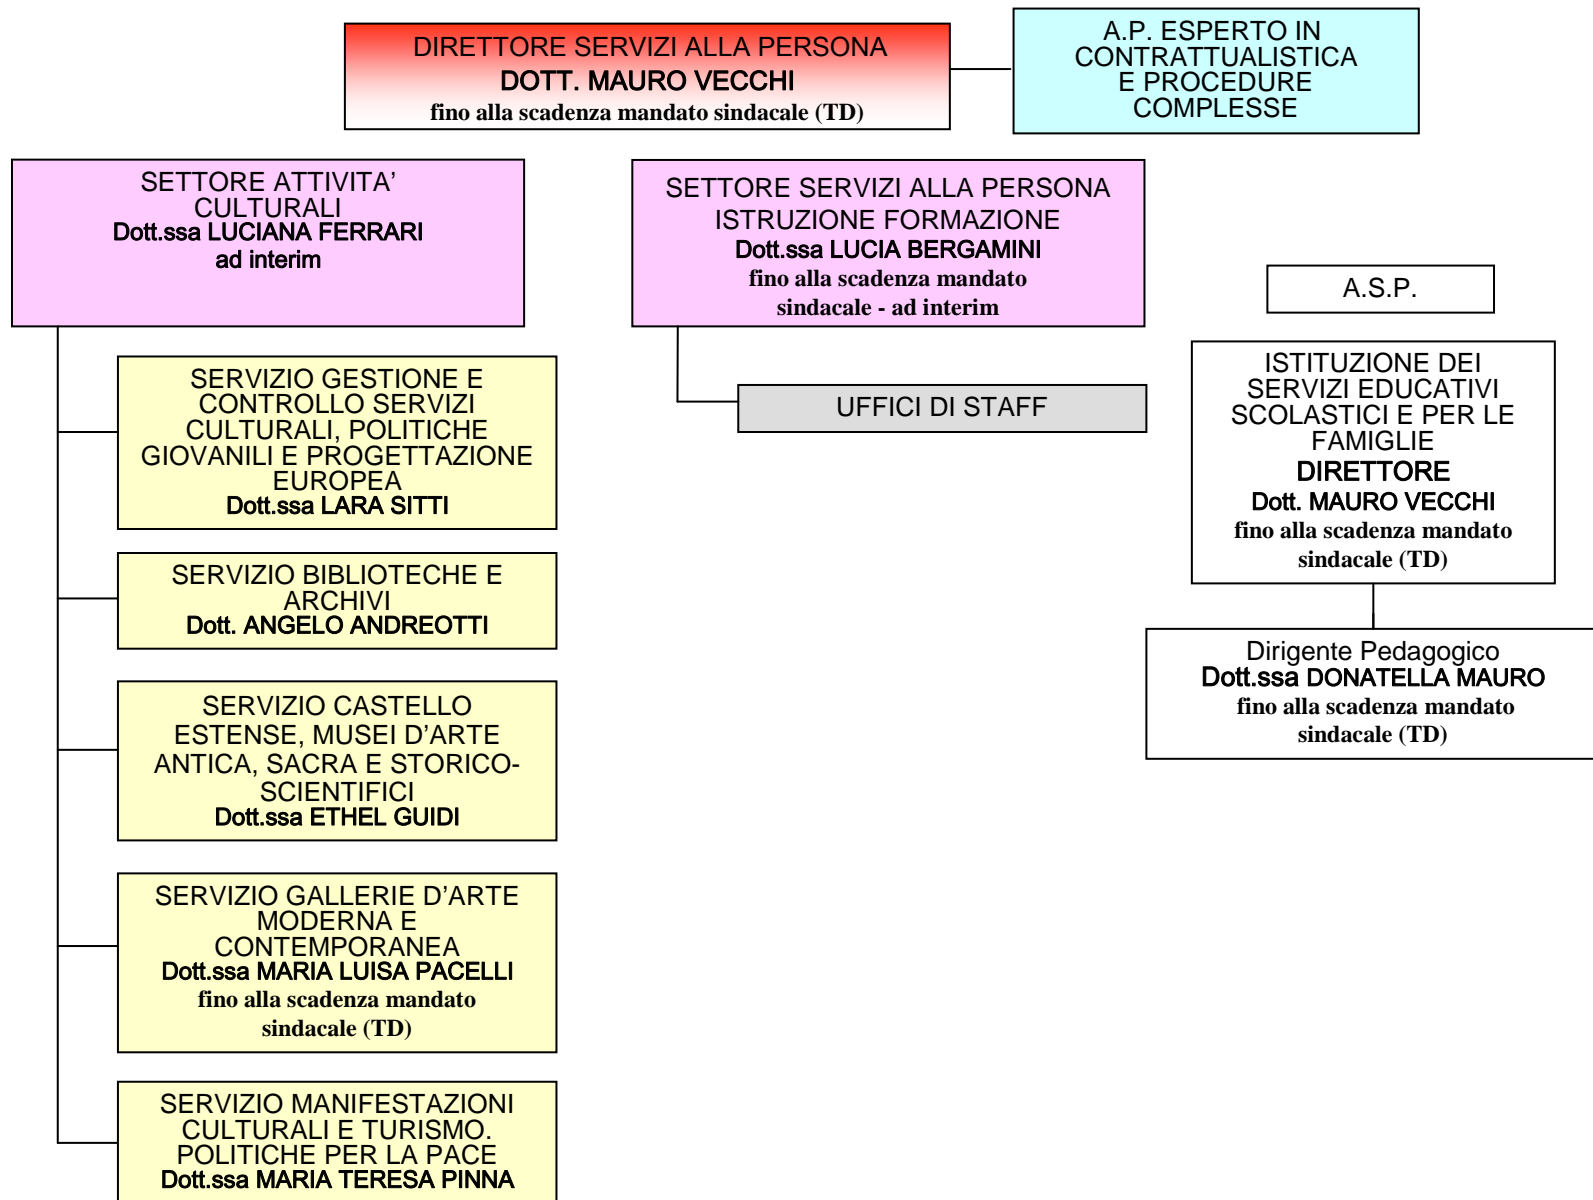 DIRETTORE SERVIZI ALLA PERSONA
DOTT. MAURO VECCHI
fino alla scadenza mandato sindacale (TD)
A.P. ESPERTO IN
CONTRATTUALISTICA
E PROCEDURE
COMPLESSE
SETTORE ATTIVITA'
CULTURALI
Dott.ssa LUCIANA FERRARI
ad interim
SETTORE SERVIZI ALLA PERSONA
ISTRUZIONE FORMAZIONE
Dott.ssa LUCIA BERGAMINI
fino alla scadenza mandato
sindacale - ad interim
A.S.P.
SERVIZIO GESTIONE E
CONTROLLO SERVIZI
CULTURALI, POLITICHE
GIOVANILI E PROGETTAZIONE
EUROPEA
Dott.ssa LARA SITTI
UFFICI DI STAFF
ISTITUZIONE DEI
SERVIZI EDUCATIVI
SCOLASTICI E PER LE
FAMIGLIE
DIRETTORE
Dott. MAURO VECCHI
fino alla scadenza mandato
sindacale (TD)
SERVIZIO BIBLIOTECHE E
ARCHIVI
Dott. ANGELO ANDREOTTI
Dirigente Pedagogico
Dott.ssa DONATELLA MAURO
fino alla scadenza mandato
sindacale (TD)
SERVIZIO CASTELLO
ESTENSE, MUSEI D'ARTE
ANTICA, SACRA E STORICO-
SCIENTIFICI
Dott.ssa ETHEL GUIDI
SERVIZIO GALLERIE D'ARTE
MODERNA E
CONTEMPORANEA
Dott.ssa MARIA LUISA PACELLI
fino alla scadenza mandato
sindacale (TD)
SERVIZIO MANIFESTAZIONI
CULTURALI E TURISMO.
POLITICHE PER LA PACE
Dott.ssa MARIA TERESA PINNA